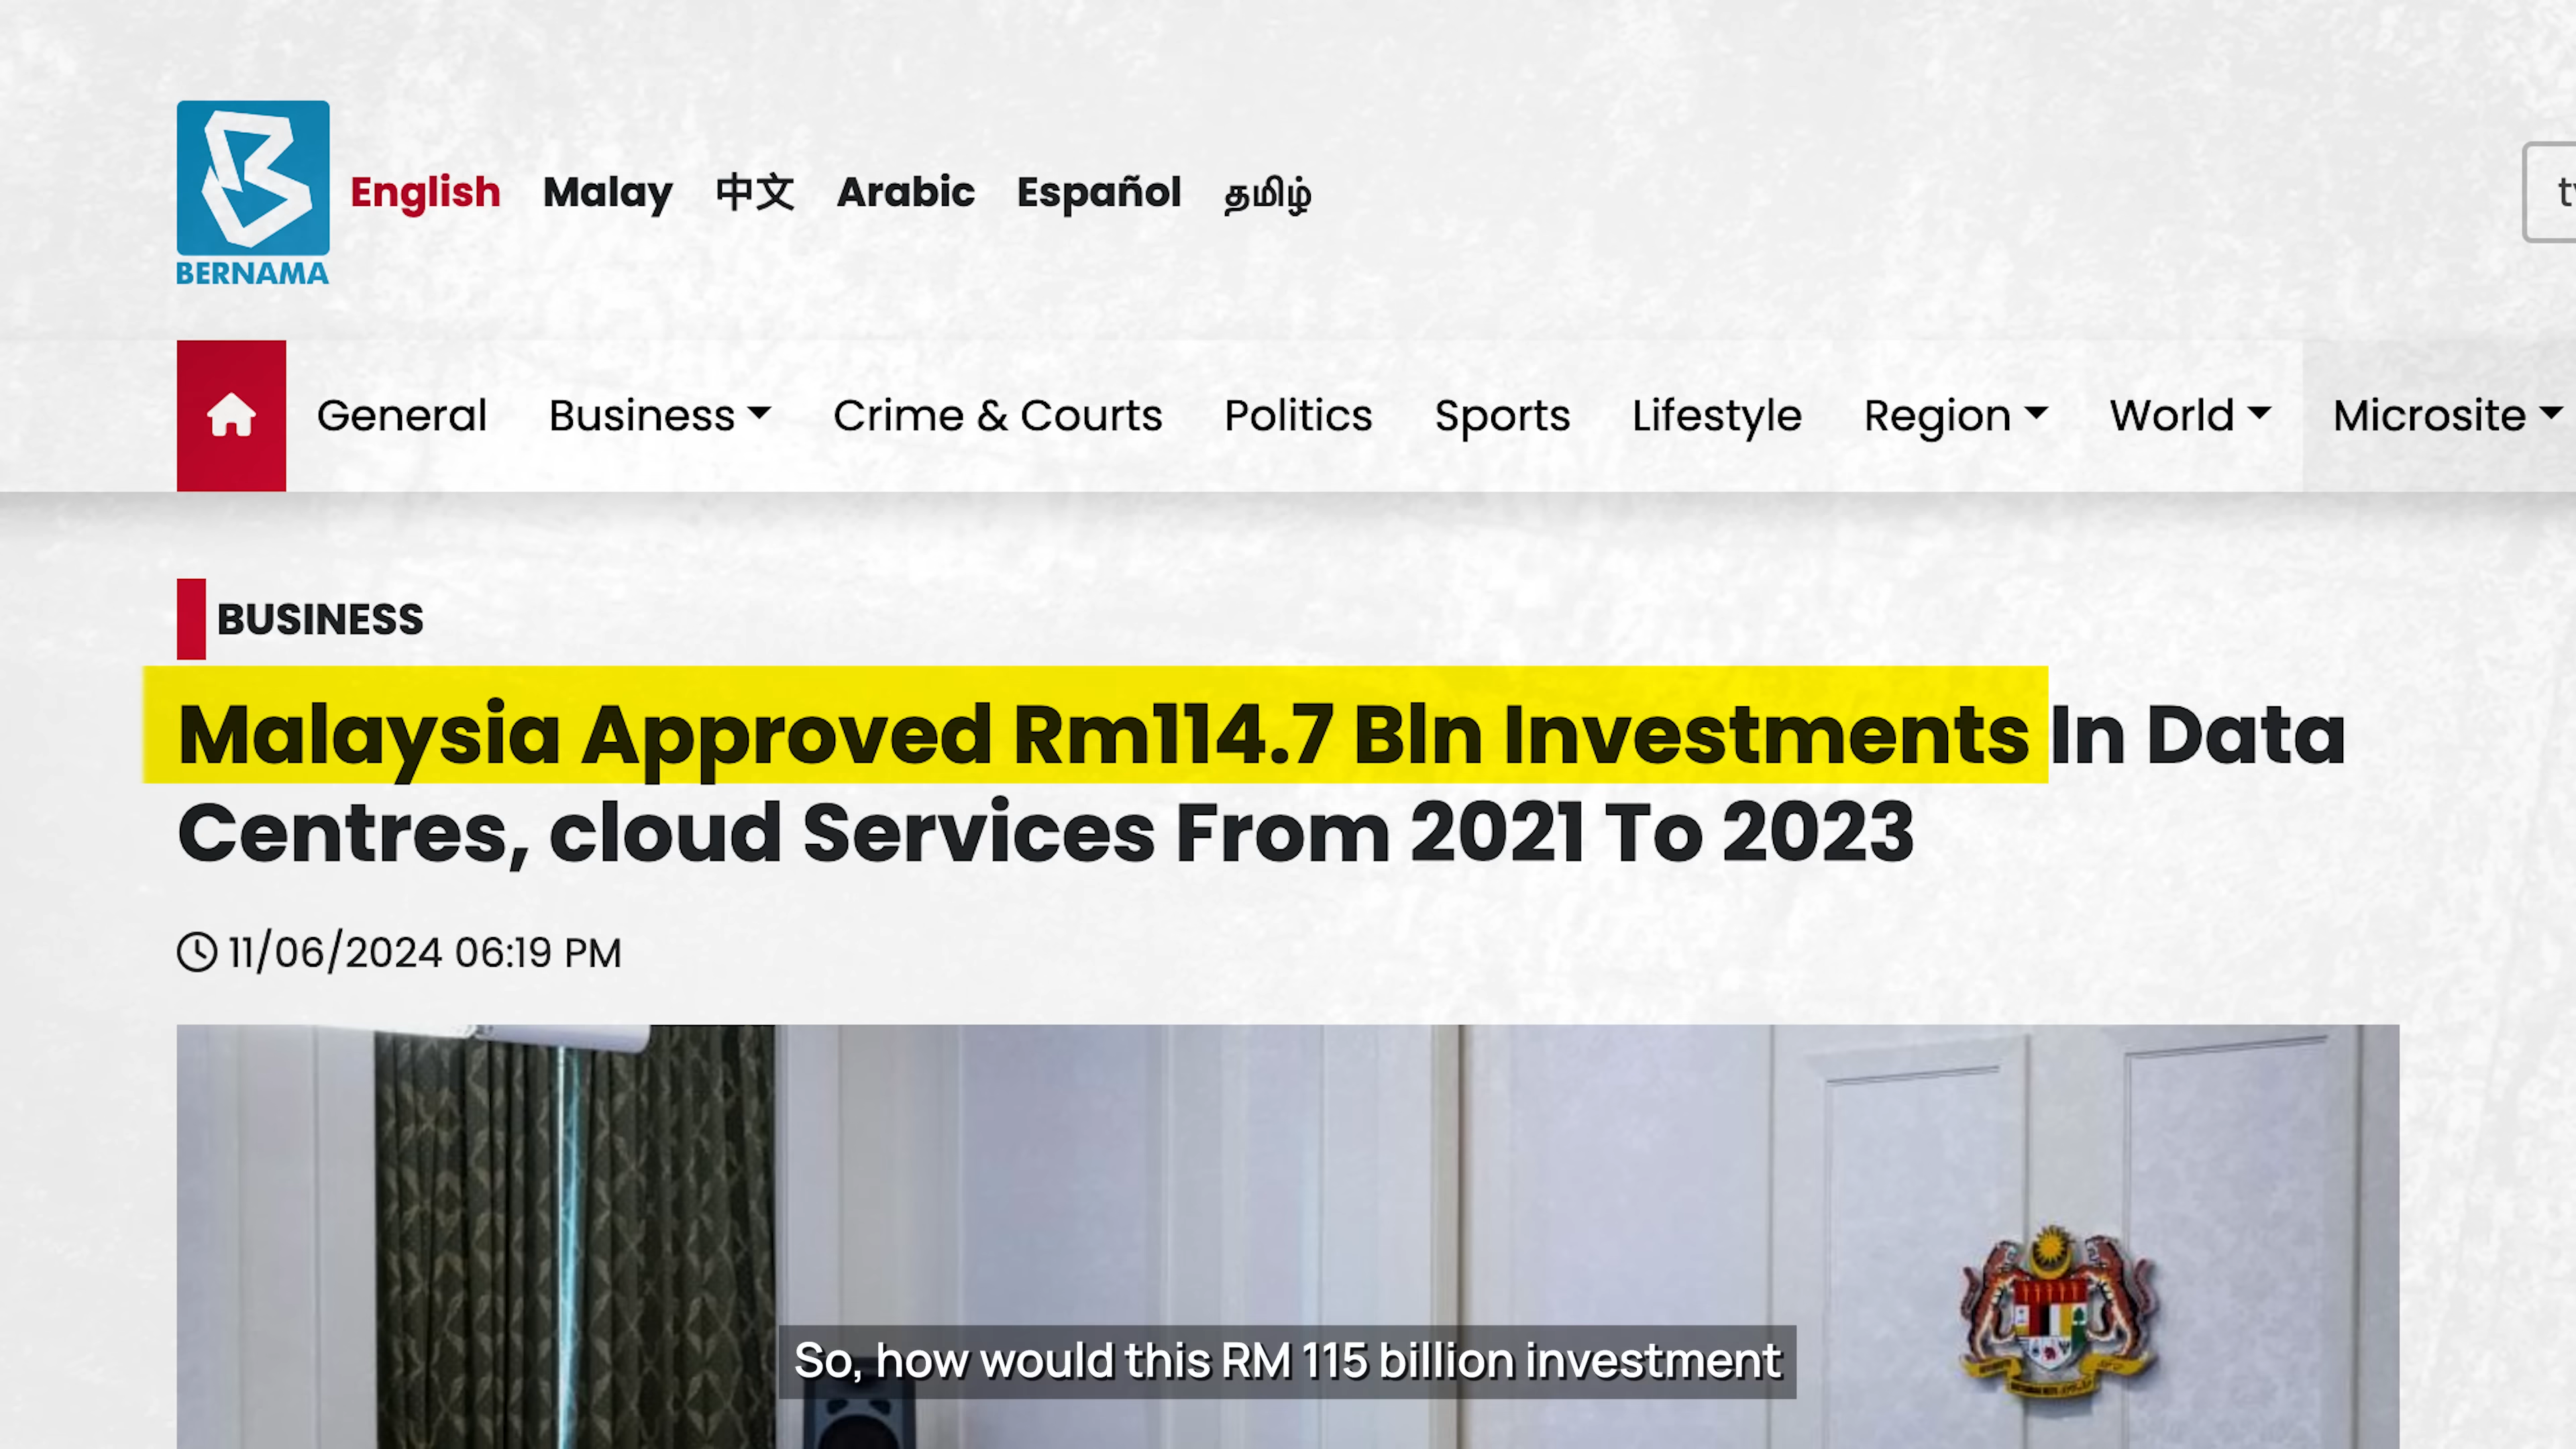 BERNAMA
English Malay 中文 Arabic Español தமிழ்
General Business Crime & Courts Politics Sports Lifestyle Region World Microsite
BUSINESS
Malaysia Approved Rm114.7 Bln Investments In Data
Centres, cloud Services From 2021 To 2023
11/06/2024 06:19 PM
So, how would this RM 115 billion investment